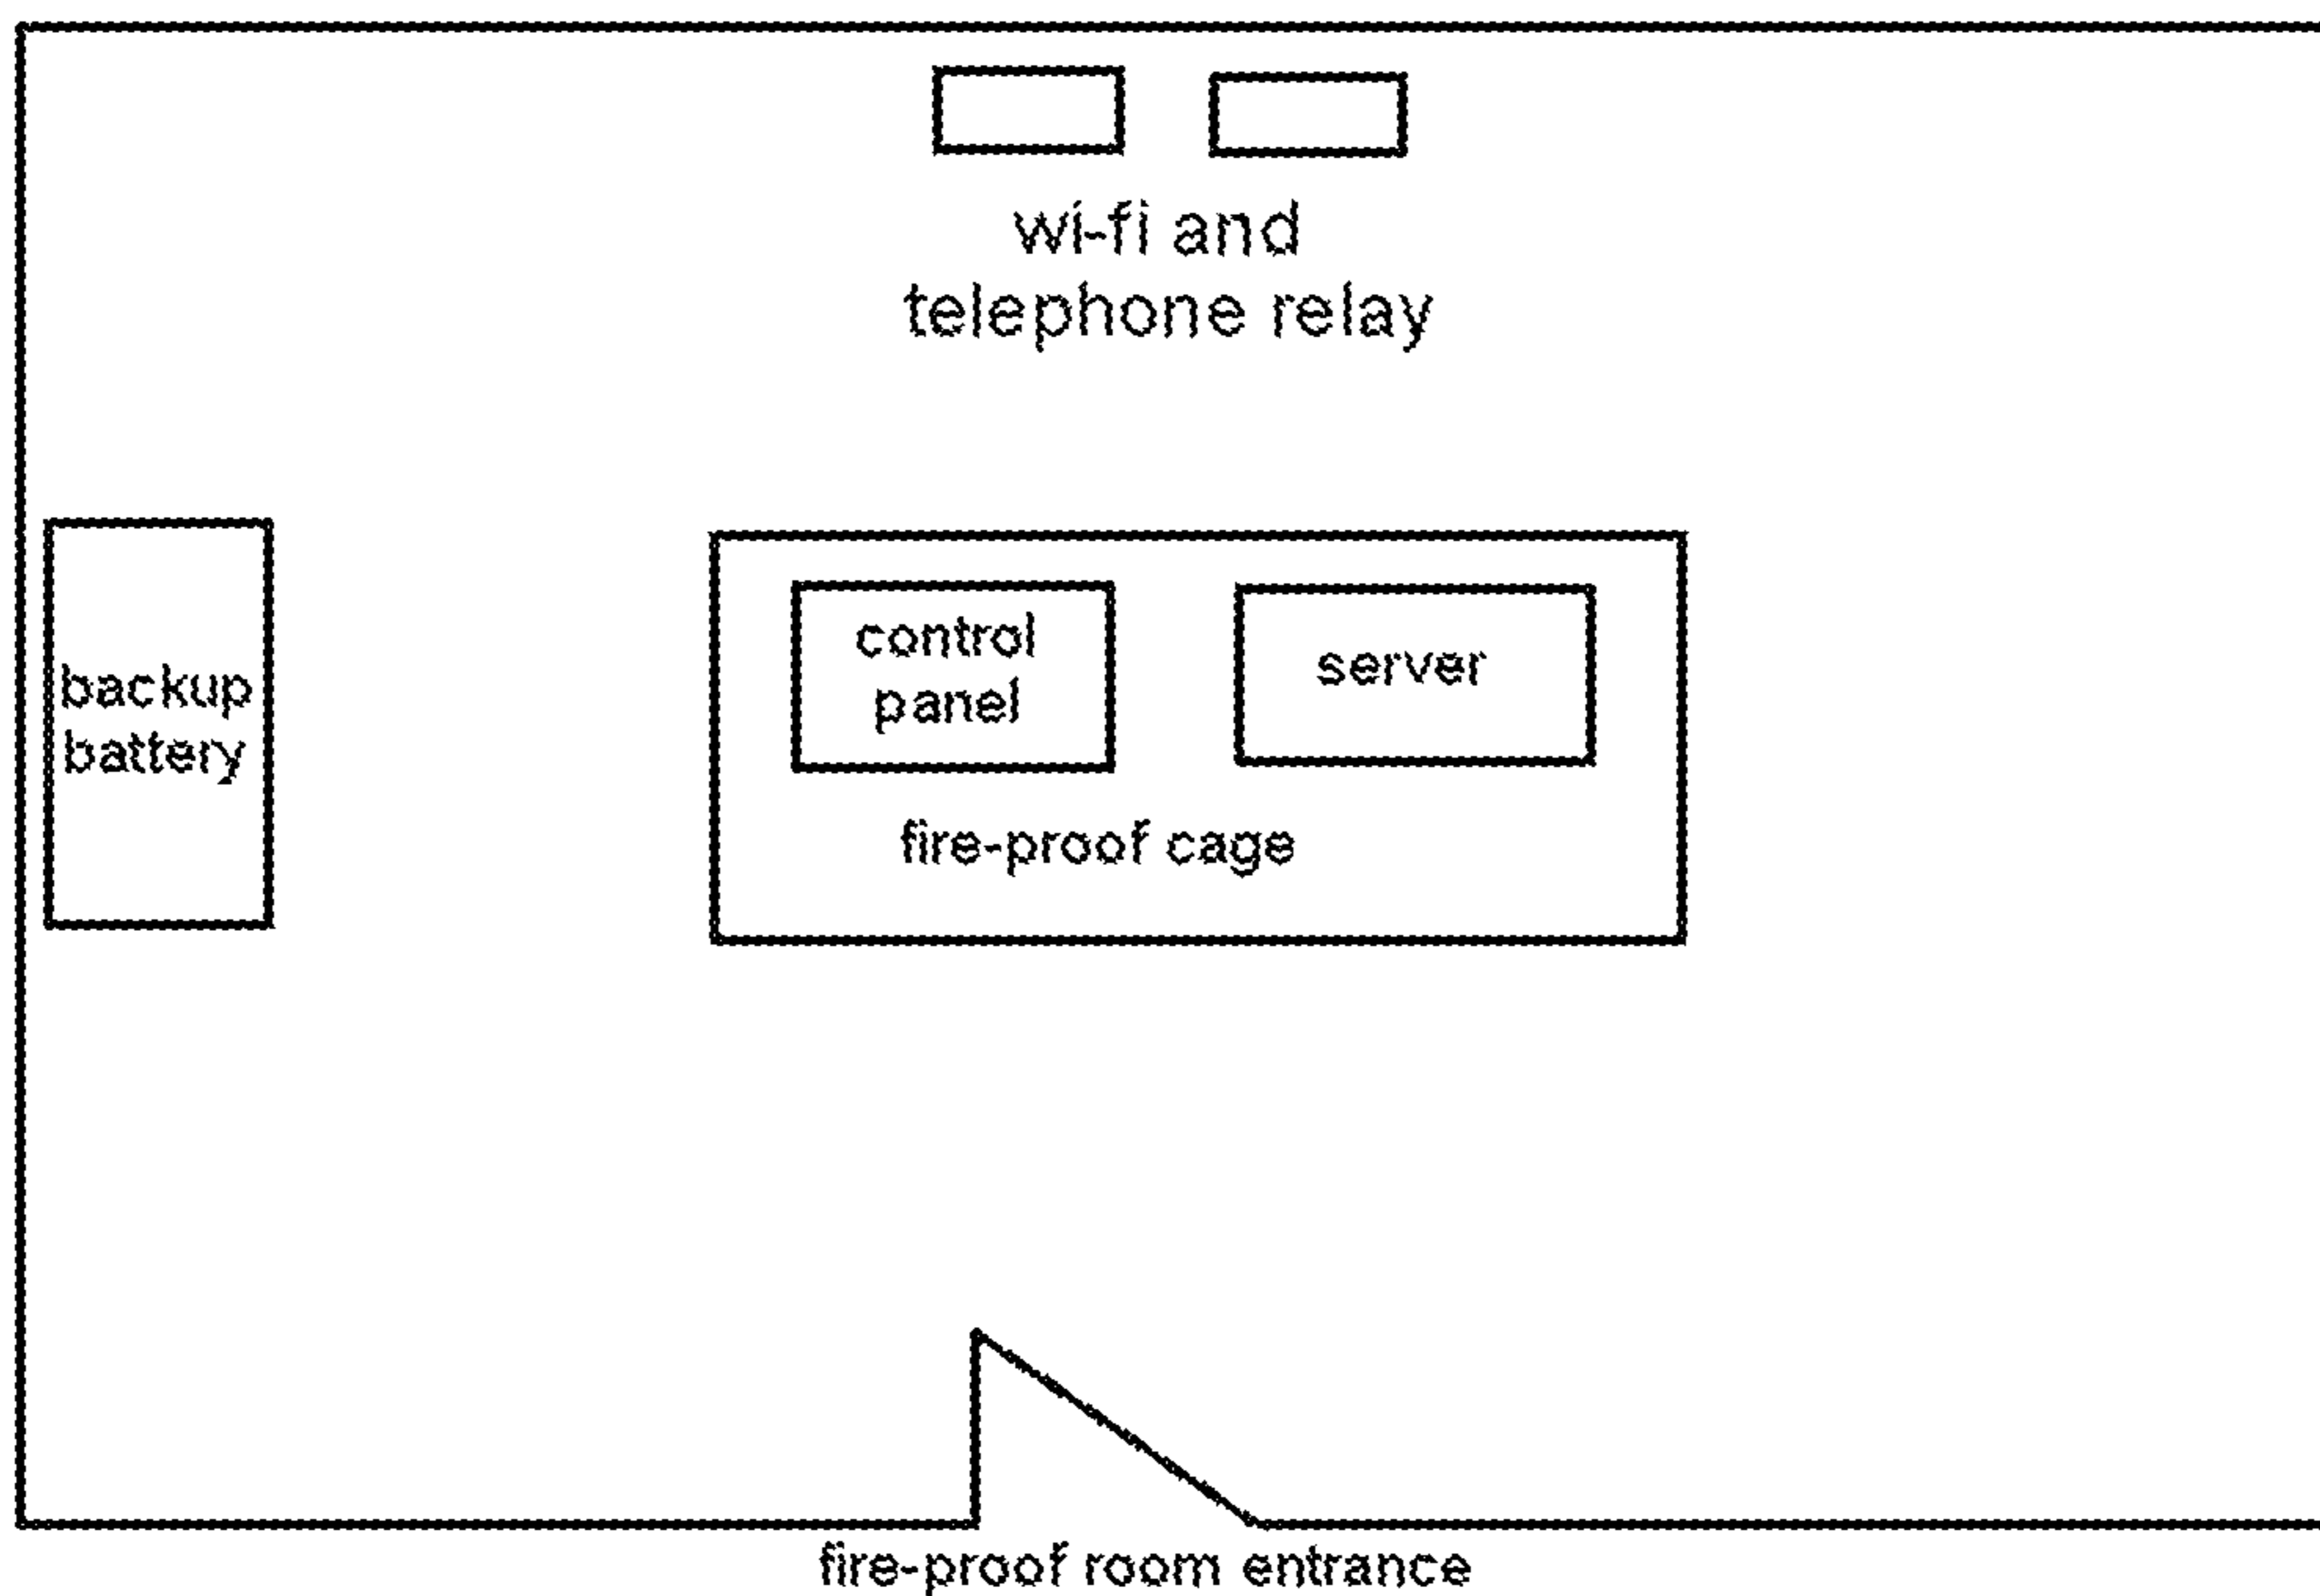 wi-fi and
telephone relay
backup
battery
control
panel
server
fire-proof cage
fire-proof room entrance